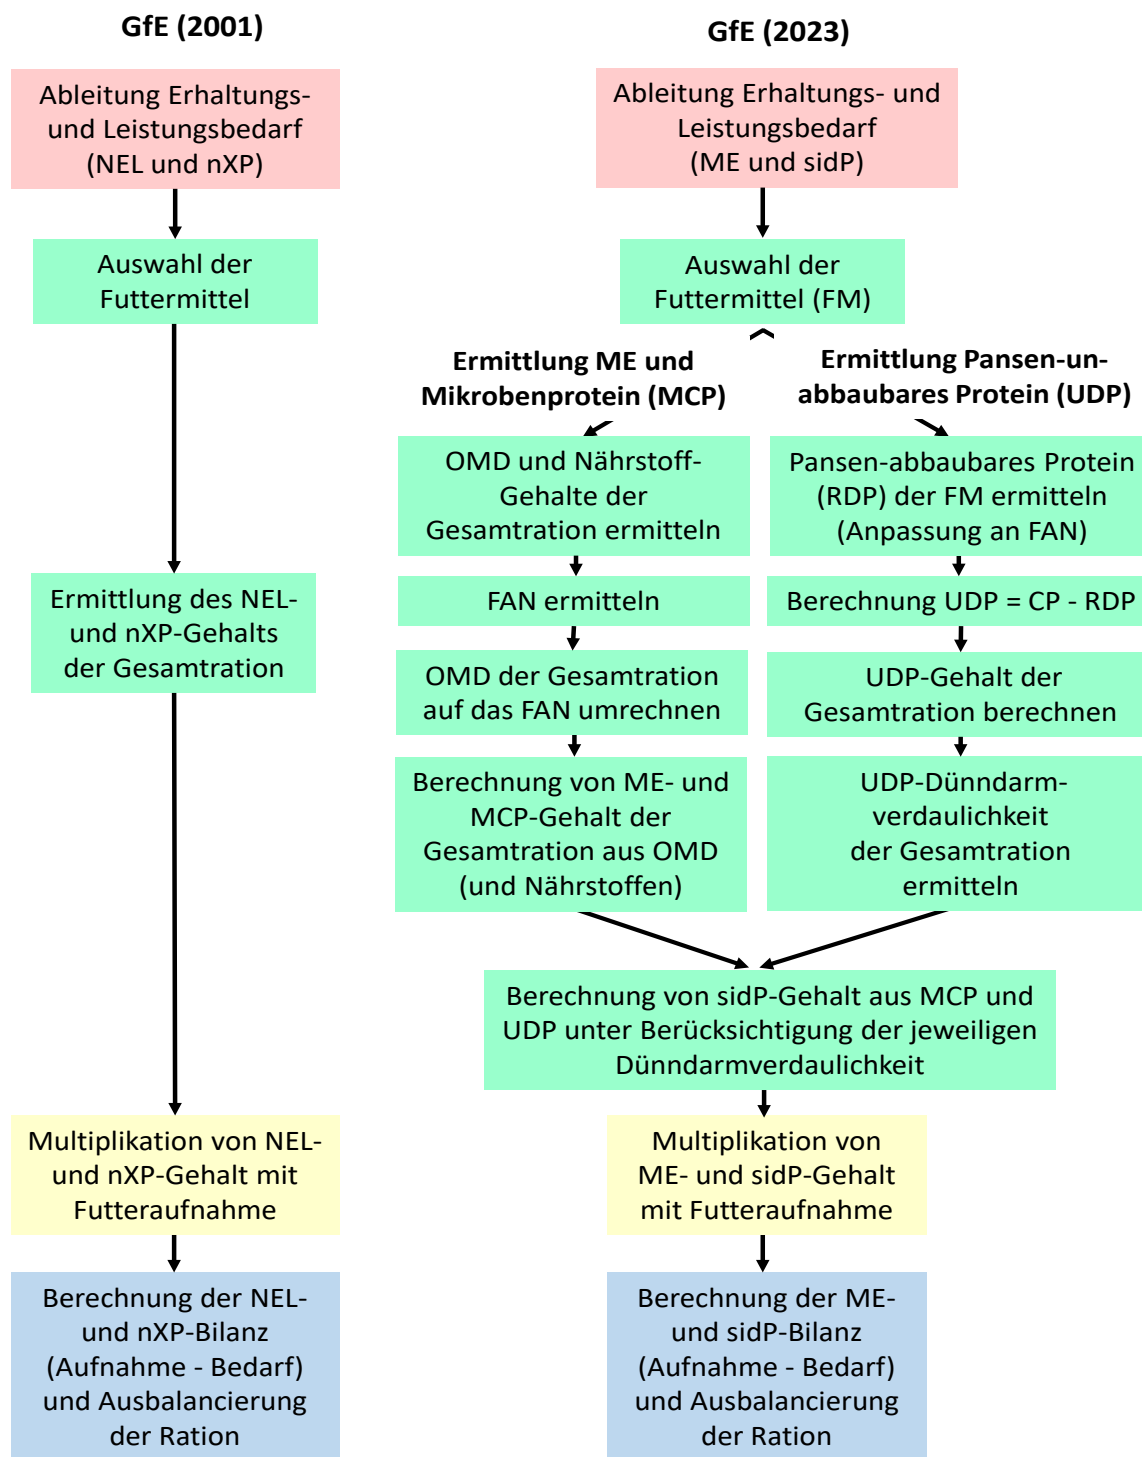 GfE (2001)
Ableitung Erhaltungs-
und Leistungsbedarf
(NEL und nXP)
Auswahl der
Futtermittel
Ermittlung des NEL-
und nXP-Gehalts
der Gesamtration
Multiplikation von NEL-
und nXP-Gehalt mit
Futteraufnahme
Berechnung der NEL-
und nXP-Bilanz
(Aufnahme - Bedarf)
und Ausbalancierung
der Ration
GfE (2023)
Ableitung Erhaltungs- und
Leistungsbedarf
(ME und sidP)
Auswahl der
Futtermittel (FM)
Ermittlung ME und
Mikrobenprotein (MCP)
OMD und Nährstoff-
Gehalte der
Gesamtration ermitteln
FAN ermitteln
OMD der Gesamtration
auf das FAN umrechnen
Berechnung von ME- und
MCP-Gehalt der
Gesamtration aus OMD
(und Nährstoffen)
Ermittlung Pansen-un-
abbaubares Protein (UDP)
Pansen-abbaubares Protein
(RDP) der FM ermitteln
(Anpassung an FAN)
Berechnung UDP = CP - RDP
UDP-Gehalt der
Gesamtration berechnen
UDP-Dünndarm-
verdaulichkeit
der Gesamtration
ermitteln
Berechnung von sidP-Gehalt aus MCP und
UDP unter Berücksichtigung der jeweiligen
Dünndarmverdaulichkeit
Multiplikation von
ME- und sidP-Gehalt
mit Futteraufnahme
Berechnung der ME-
und sidP-Bilanz
(Aufnahme - Bedarf)
und Ausbalancierung
der Ration